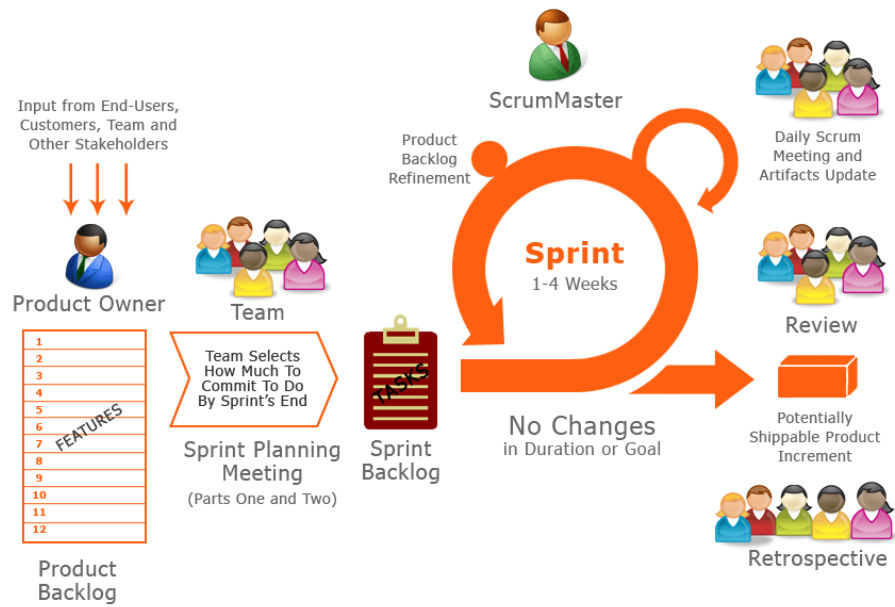 Input from End-Users,
Customers, Team and
Other Stakeholders
Product Owner
1
2
3
4
5
6
7
8
9
10
11
12
FEATURES
Product
Backlog
Team
Team Selects
How Much To
Commit To Do
By Sprint's End
Sprint Planning
Meeting
(Parts One and Two)
TASKS
Sprint
Backlog
ScrumMaster
Product
Backlog
Refinement
Sprint
1-4 Weeks
No Changes
in Duration or Goal
Daily Scrum
Meeting and
Artifacts Update
Review
Potentially
Shippable Product
Increment
Retrospective